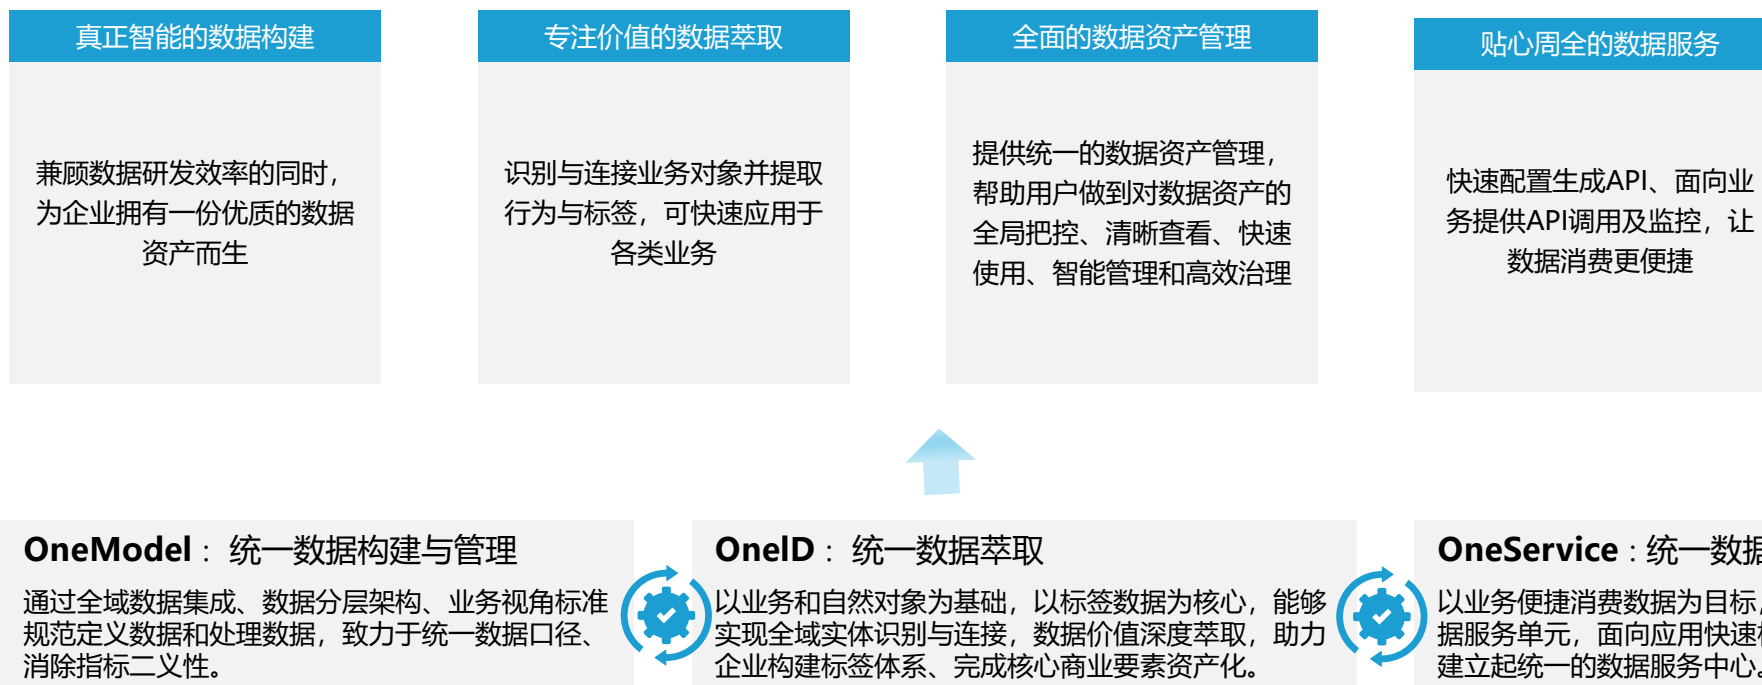 真正智能的数据构建
兼顾数据研发效率的同时，
为企业拥有一份优质的数据
资产而生
专注价值的数据萃取
识别与连接业务对象并提取
行为与标签，可快速应用于
各类业务
全面的数据资产管理
提供统一的数据资产管理，
帮助用户做到对数据资产的
全局把控、清晰查看、快速
使用、智能管理和高效治理
贴心周全的数据服务
快速配置生成API、面向业
务提供API调用及监控，让
数据消费更便捷
OneModel：统一数据构建与管理
通过全域数据集成、数据分层架构、业务视角标准
规范定义数据和处理数据，致力于统一数据口径、
消除指标二义性。
OneID：统一数据萃取
以业务和自然对象为基础，以标签数据为核心，能够
实现全域实体识别与连接，数据价值深度萃取，助力
企业构建标签体系、完成核心商业要素资产化。
OneService：统一数据
以业务便捷消费数据为目标，
据服务单元，面向应用快速
建立起统一的数据服务中心。